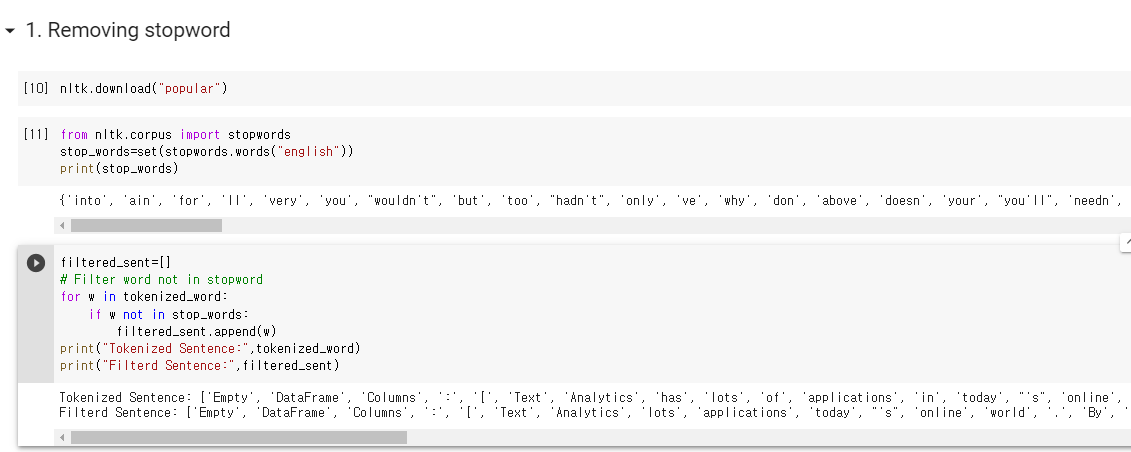 1. Removing stopword
[10] nltk.download("popular")
[11] from nltk.corpus import stopwords
stop_words=set(stopwords.words("english"))
print(stop_words)
{'into', 'ain', 'for', 'll', 'very', 'you', "wouldn't", 'but', 'too', "hadn't", 'only', 've', 'why', 'don', 'above', 'doesn', 'your', "you'll", 'needn',
filtered_sent=[]
# Filter word not in stopword
for w in tokenized_word:
    if w not in stop_words:
        filtered_sent.append(w)
print("Tokenized Sentence:",tokenized_word)
print("Filterd Sentence:",filtered_sent)
Tokenized Sentence: ['Empty', 'DataFrame', 'Columns', ':', '[', 'Text', 'Analytics', 'has', 'lots', 'of', 'applications', 'in', 'today', "'s", 'online',
Filterd Sentence: ['Empty', 'DataFrame', 'Columns', ':', '[', 'Text', 'Analytics', 'lots', 'applications', 'today', "'s", 'online', 'world', '.', 'By', '